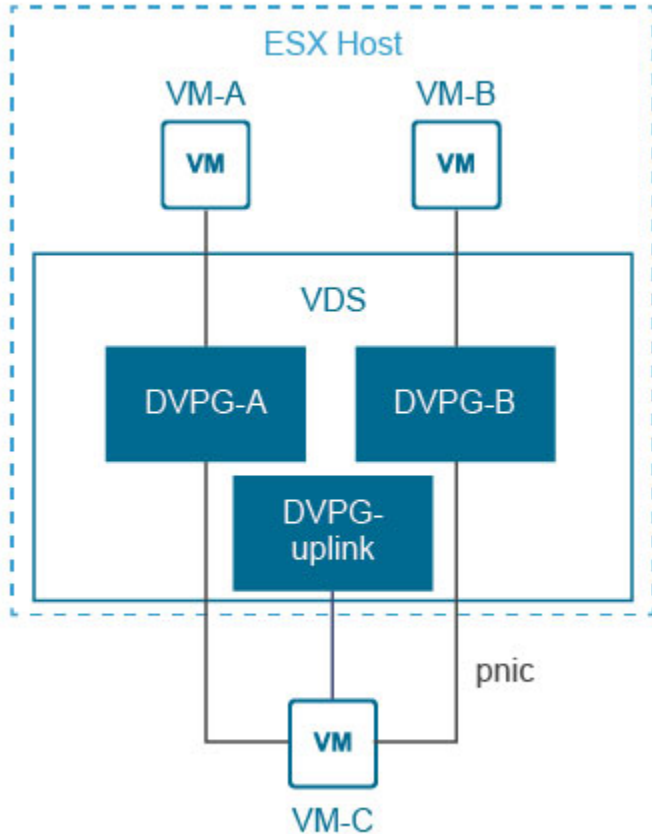 ESX Host
VM-A
VM-B
VM
VM
VDS
DVPG-A
DVPG-B
DVPG-
uplink
pnic
VM
VM-C